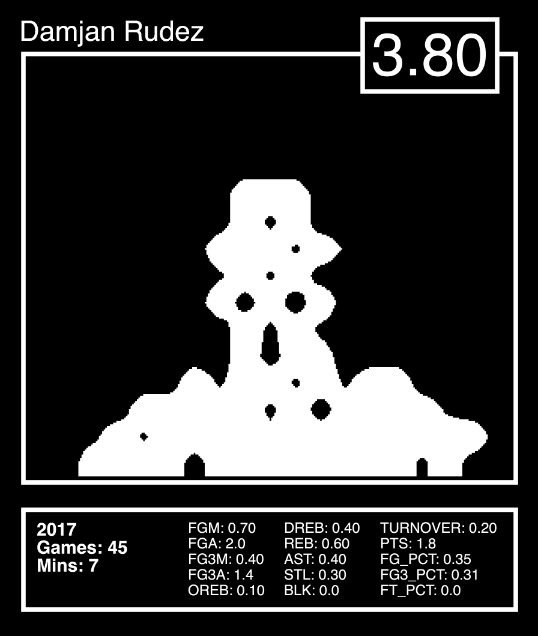 Damjan Rudez
3.80
2017
Games: 45
Mins: 7
FGM: 0.70
FGA: 2.0
FG3M: 0.40
FG3A: 1.4
OREB: 0.10
DREB: 0.40
REB: 0.60
AST: 0.40
STL: 0.30
BLK: 0.0
TURNOVER: 0.20
PTS: 1.8
FG_PCT: 0.35
FG3_PCT: 0.31
FT_PCT: 0.0